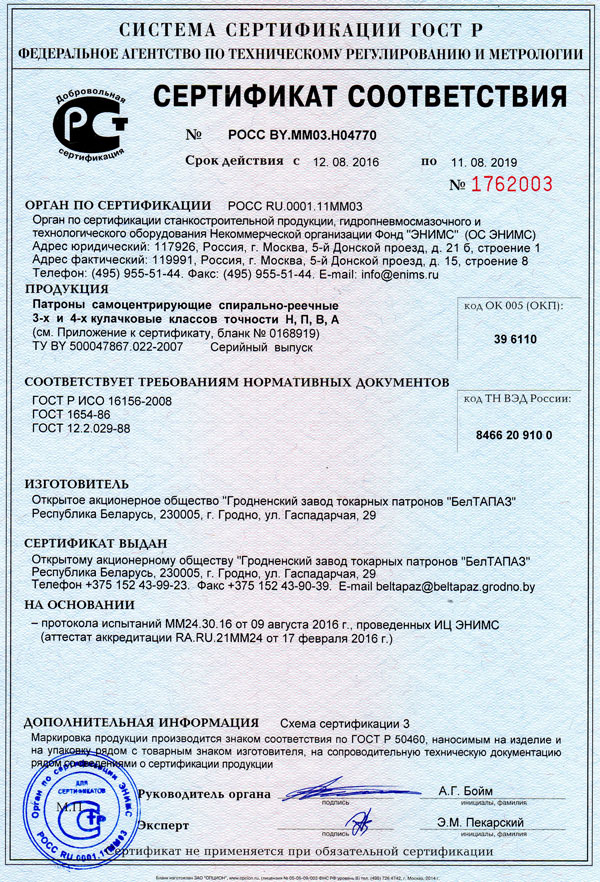 СИСТЕМА СЕРТИФИКАЦИИ ГОСТ Р
ФЕДЕРАЛЬНОЕ АГЕНТСТВО ПО ТЕХНИЧЕСКОМУ РЕГУЛИРОВАНИЮ И МЕТРОЛОГИИ
Добровольная
сертификация
СЕРТИФИКАТ СООТВЕТСТВИЯ
№ РОСС BY.ММ03.Н04770
Срок действия с 12. 08. 2016 по 11. 08. 2019
№ 1762003
ОРГАН ПО СЕРТИФИКАЦИИ РОСС RU.0001.11ММ03
Орган по сертификации станкостроительной продукции, гидропневмосмазочного и
технологического оборудования Некоммерческой организации Фонд "ЭНИМС" (ОС ЭНИМС)
Адрес юридический: 117926, Россия, г. Москва, 5-й Донской проезд, д. 21 б, строение 1
Адрес фактический: 119991, Россия, г. Москва, 5-й Донской проезд, д. 15, строение 8
Телефон: (495) 955-51-44. Факс: (495) 955-51-44. E-mail: info@enims.ru
ПРОДУКЦИЯ
Патроны самоцентрирующие спирально-реечные
3-х и 4-х кулачковые классов точности Н, П, В, А
(см. Приложение к сертификату, бланк № 0168919)
ТУ BY 500047867.022-2007 Серийный выпуск
код ОК 005 (ОКП):
39 6110
СООТВЕТСТВУЕТ ТРЕБОВАНИЯМ НОРМАТИВНЫХ ДОКУМЕНТОВ
ГОСТ Р ИСО 16156-2008
ГОСТ 1654-86
ГОСТ 12.2.029-88
код ТН ВЭД России:
8466 20 910 0
ИЗГОТОВИТЕЛЬ
Открытое акционерное общество "Гродненский завод токарных патронов "БелТАПАЗ"
Республика Беларусь, 230005, г. Гродно, ул. Гаспадарчая, 29
СЕРТИФИКАТ ВЫДАН
Открытому акционерному обществу "Гродненский завод токарных патронов "БелТАПАЗ"
Республика Беларусь, 230005, г. Гродно, ул. Гаспадарчая, 29
Телефон +375 152 43-99-23. Факс +375 152 43-90-39. E-mail beltapaz@beltapaz.grodno.by
НА ОСНОВАНИИ
– протокола испытаний ММ24.30.16 от 09 августа 2016 г., проведенных ИЦ ЭНИМС
(аттестат аккредитации RA.RU.21ММ24 от 17 февраля 2016 г.)
ДОПОЛНИТЕЛЬНАЯ ИНФОРМАЦИЯ Схема сертификации 3
Маркировка продукции производится знаком соответствия по ГОСТ Р 50460, наносимым на изделие и
на упаковку рядом с товарным знаком изготовителя, на сопроводительную техническую документацию
рядом со сведениями о сертификации продукции
Орган по сертификации ЭНИМС
ДЛЯ
СЕРТИФИКАТОВ
РОСС RU.0001.11ММ03
М.П.
Руководитель органа
подпись
А.Г. Бойм
инициалы, фамилия
Эксперт
подпись
Э.М. Пекарский
инициалы, фамилия
Сертификат не применяется при обязательной сертификации